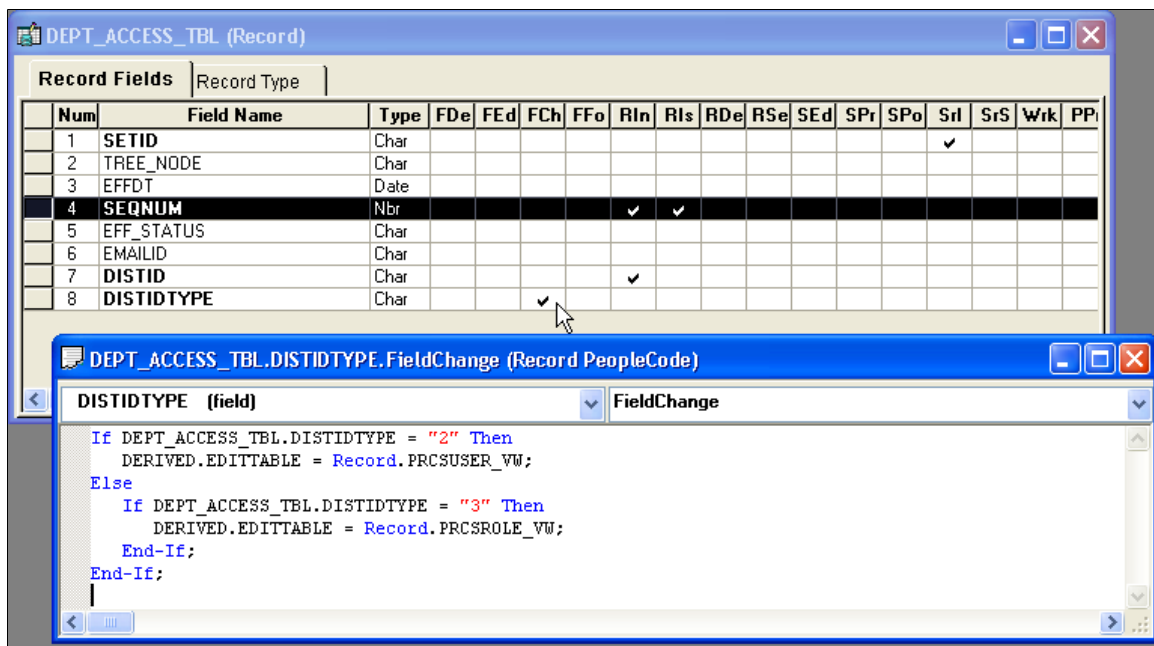 DEPT_ACCESS_TBL (Record)
Record Fields Record Type
Num Field Name Type FDe FEd FCh FFo RIn RIs RDe RSe SEd SPr SPo SrI SrS Wrk PPr
1 SETID Char
2 TREE_NODE Char
3 EFFDT Date
4 SEQNUM Nbr
5 EFF_STATUS Char
6 EMAILID Char
7 DISTID Char
8 DISTIDTYPE Char
DEPT_ACCESS_TBL.DISTIDTYPE.FieldChange (Record PeopleCode)
DISTIDTYPE (field) FieldChange
If DEPT_ACCESS_TBL.DISTIDTYPE = "2" Then
DERIVED.EDITTABLE = Record.PRCSUSER_VW;
Else
If DEPT_ACCESS_TBL.DISTIDTYPE = "3" Then
DERIVED.EDITTABLE = Record.PRCSROLE_VW;
End-If;
End-If;